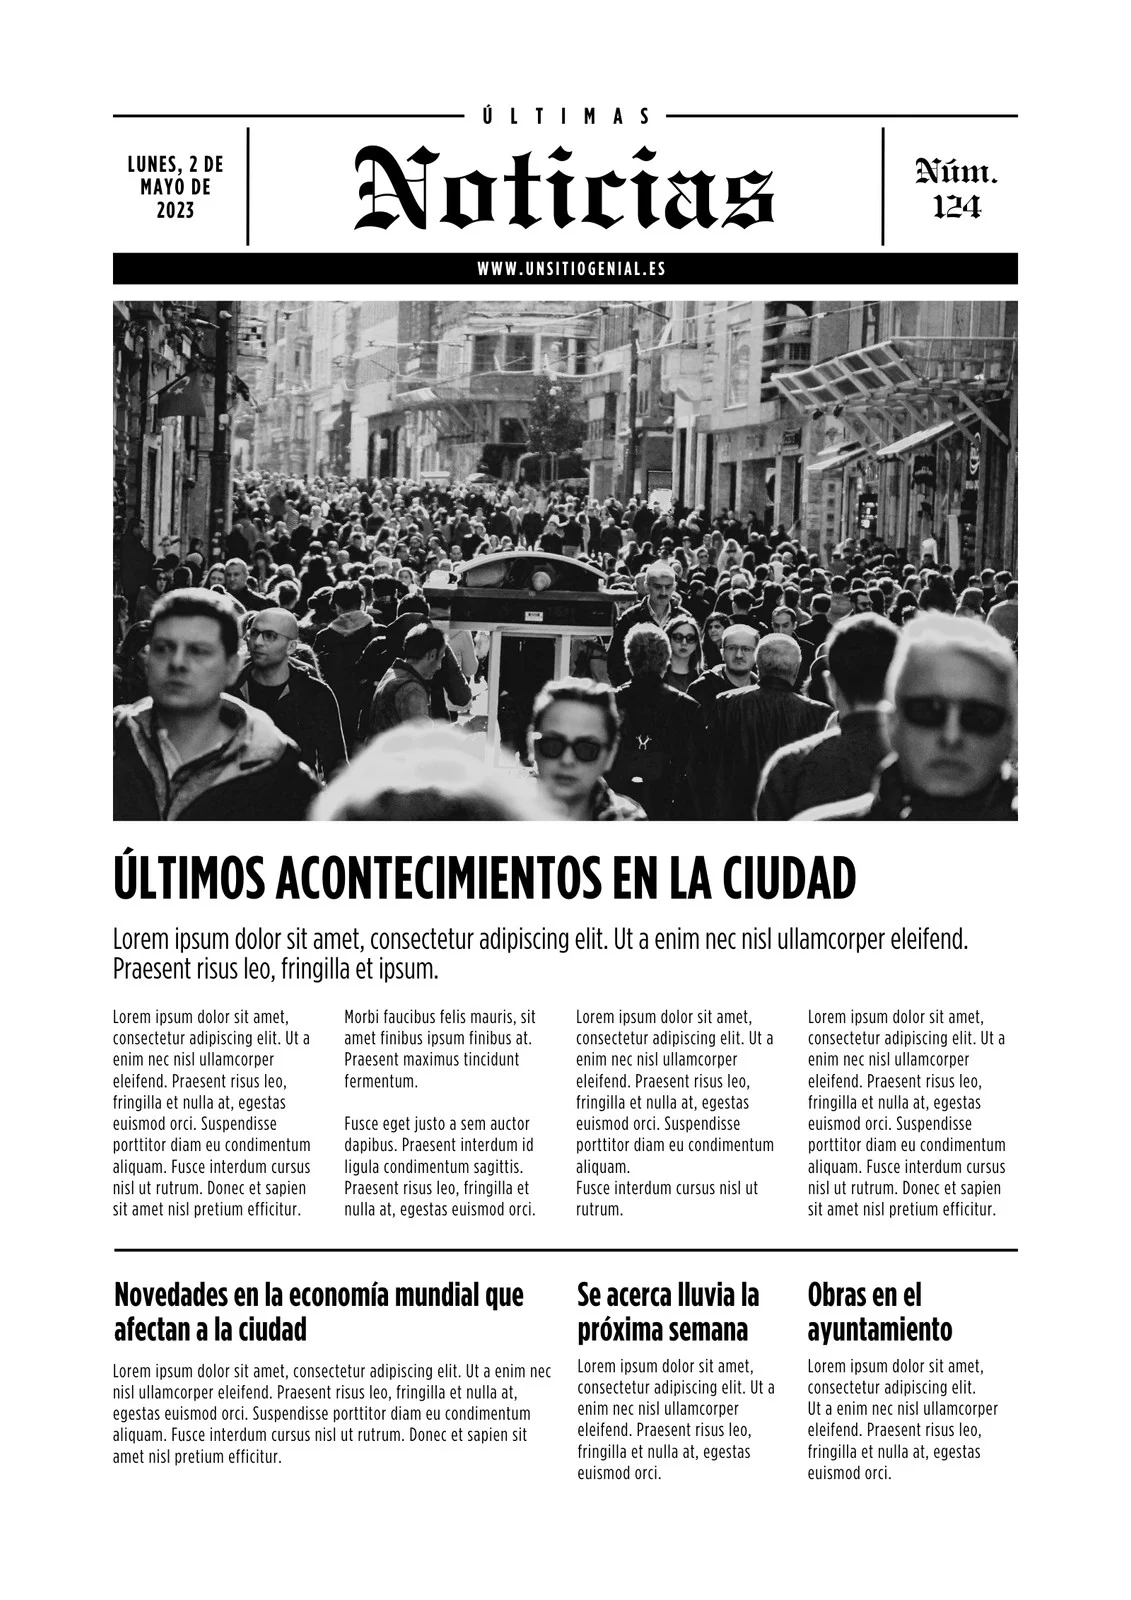 ÚLTIMAS
LUNES, 2 DE
MAYO DE
2023
Noticias
Núm.
124
WWW.UNSITIOGENIAL.ES
ÚLTIMOS ACONTECIMIENTOS EN LA CIUDAD
Lorem ipsum dolor sit amet, consectetur adipiscing elit. Ut a enim nec nisl ullamcorper eleifend.
Praesent risus leo, fringilla et ipsum.
Lorem ipsum dolor sit amet,
consectetur adipiscing elit. Ut a
enim nec nisl ullamcorper
eleifend. Praesent risus leo,
fringilla et nulla at, egestas
euismod orci. Suspendisse
porttitor diam eu condimentum
aliquam. Fusce interdum cursus
nisl ut rutrum. Donec et sapien
sit amet nisl pretium efficitur.
Morbi faucibus felis mauris, sit
amet finibus ipsum finibus at.
Praesent maximus tincidunt
fermentum.
Fusce eget justo a sem auctor
dapibus. Praesent interdum id
ligula condimentum sagittis.
Praesent risus leo, fringilla et
nulla at, egestas euismod orci.
Lorem ipsum dolor sit amet,
consectetur adipiscing elit. Ut a
enim nec nisl ullamcorper
eleifend. Praesent risus leo,
fringilla et nulla at, egestas
euismod orci. Suspendisse
porttitor diam eu condimentum
aliquam.
Fusce interdum cursus nisl ut
rutrum.
Lorem ipsum dolor sit amet,
consectetur adipiscing elit. Ut a
enim nec nisl ullamcorper
eleifend. Praesent risus leo,
fringilla et nulla at, egestas
euismod orci. Suspendisse
porttitor diam eu condimentum
aliquam. Fusce interdum cursus
nisl ut rutrum. Donec et sapien
sit amet nisl pretium efficitur.
Novedades en la economía mundial que
afectan a la ciudad
Lorem ipsum dolor sit amet, consectetur adipiscing elit. Ut a enim nec
nisl ullamcorper eleifend. Praesent risus leo, fringilla et nulla at,
egestas euismod orci. Suspendisse porttitor diam eu condimentum
aliquam. Fusce interdum cursus nisl ut rutrum. Donec et sapien sit
amet nisl pretium efficitur.
Se acerca lluvia la
próxima semana
Lorem ipsum dolor sit amet,
consectetur adipiscing elit. Ut a
enim nec nisl ullamcorper
eleifend. Praesent risus leo,
fringilla et nulla at, egestas
euismod orci.
Obras en el
ayuntamiento
Lorem ipsum dolor sit amet,
consectetur adipiscing elit.
Ut a enim nec nisl ullamcorper
eleifend. Praesent risus leo,
fringilla et nulla at, egestas
euismod orci.